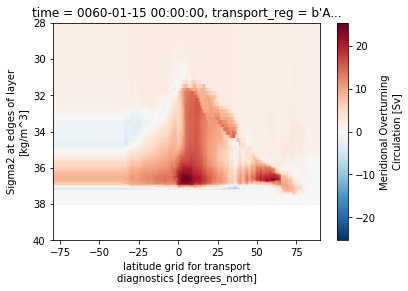 time = 0060-01-15 00:00:00, transport_reg = b'A...
28
30
32
34
36
38
40
Sigma2 at edges of layer
[kg/m^3]
−75
−50
−25
0
25
50
75
latitude grid for transport
diagnostics [degrees_north]
20
10
0
−10
−20
Meridional Overturning
Circulation [Sv]